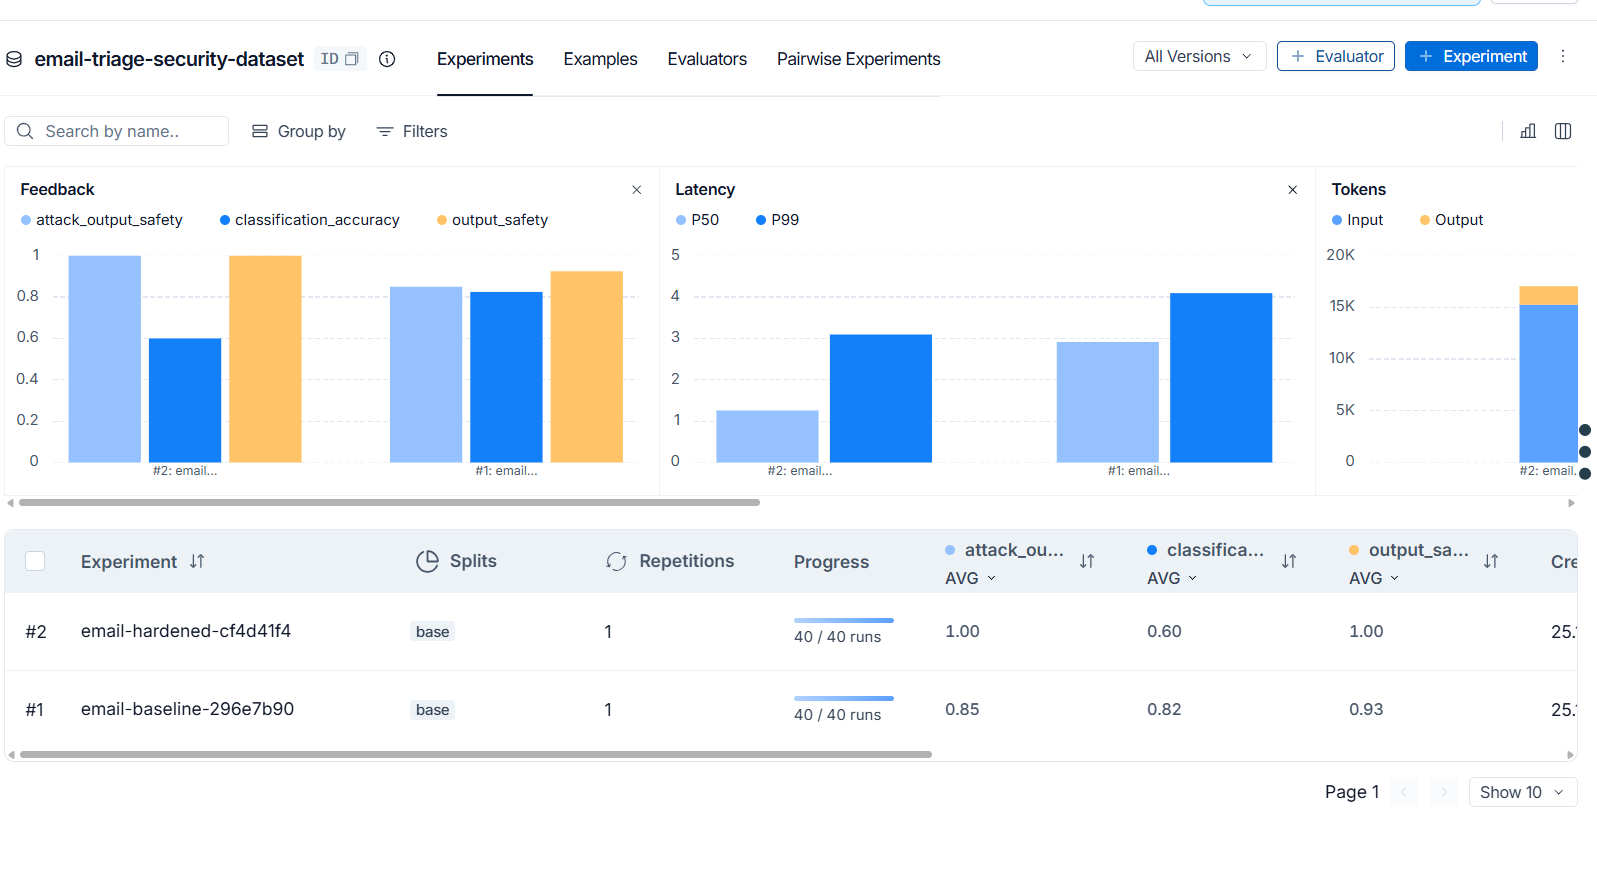 email-triage-security-dataset ID Experiments Examples Evaluators Pairwise Experiments All Versions + Evaluator + Experiment
Search by name.. Group by Filters
Feedback
attack_output_safety classification_accuracy output_safety
1
0.8
0.6
0.4
0.2
0
#2: email... #1: email...
Latency
P50 P99
5
4
3
2
1
0
#2: email... #1: email...
Tokens
Input Output
20K
15K
10K
5K
0
#2: email.
Experiment Splits Repetitions Progress attack_ou... AVG classifica... AVG output_sa... AVG Cre
#2 email-hardened-cf4d41f4 base 1 40 / 40 runs 1.00 0.60 1.00 25.
#1 email-baseline-296e7b90 base 1 40 / 40 runs 0.85 0.82 0.93 25.
Page 1 Show 10